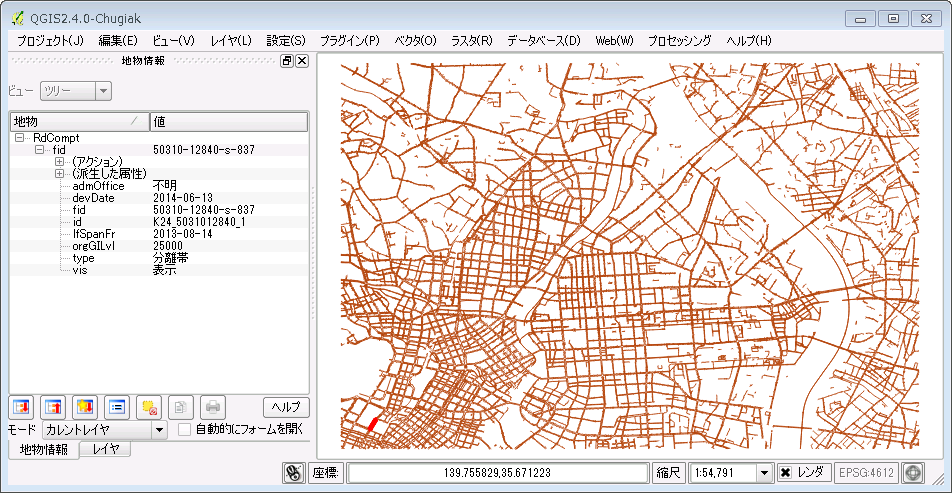 QGIS2.4.0-Chugiak
プロジェクト(J) 編集(E) ビュー(V) レイヤ(L) 設定(S) プラグイン(P) ベクタ(O) ラスタ(R) データベース(D) Web(W) プロセッシング ヘルプ(H)
地物情報
ビュー ツリー
地物 値
RdCompt
fid 50310-12840-s-837
(アクション)
(派生した属性)
admOffice 不明
devDate 2014-06-13
fid 50310-12840-s-837
id K24_5031012840_1
lfSpanFr 2013-08-14
orgGILvl 25000
type 分離帯
vis 表示
ヘルプ
モード カレントレイヤ 自動的にフォームを開く
地物情報 レイヤ
座標: 139.755829,35.671223 縮尺 1:54,791 レンダ EPSG:4612